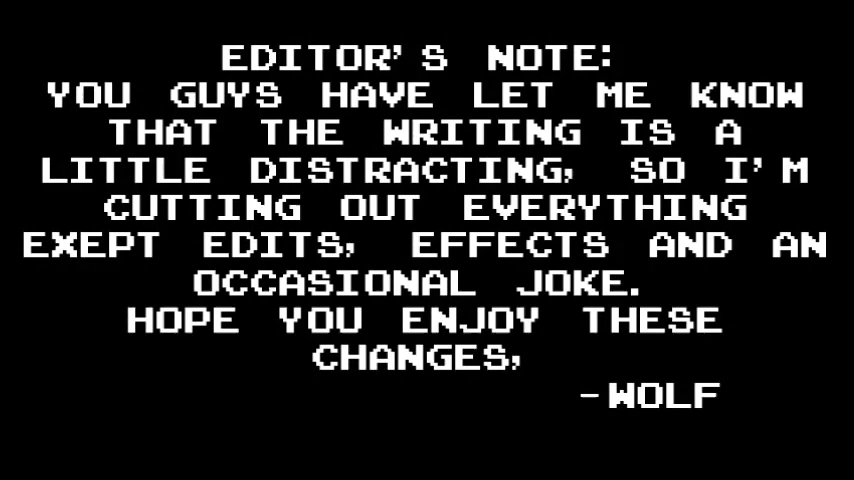 EDITOR'S NOTE:
YOU GUYS HAVE LET ME KNOW
THAT THE WRITING IS A
LITTLE DISTRACTING, SO I'M
CUTTING OUT EVERYTHING
EXEPT EDITS, EFFECTS AND AN
OCCASIONAL JOKE.
HOPE YOU ENJOY THESE
CHANGES,
-WOLF